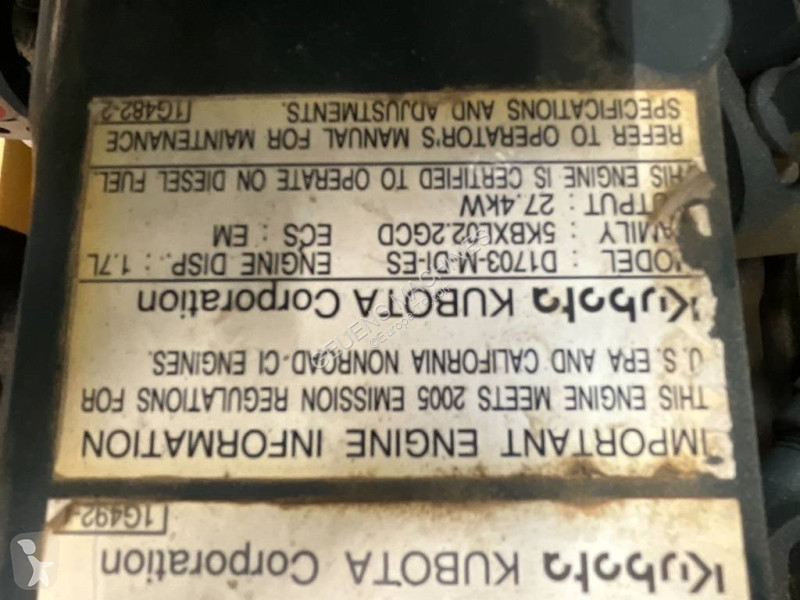 Kubota KUBOTA Corporation
1G492-1
IMPORTANT ENGINE INFORMATION
THIS ENGINE MEETS 2005 EMISSION REGULATIONS FOR
U.S. EPA AND CALIFORNIA NONROAD-CI ENGINES.
Kubota KUBOTA Corporation
MODEL : D1703-M-DI-ES ENGINE DISP. : 1.7L
FAMILY : 5KBXL02.2GCD ECS : EM
OUTPUT : 27.4kW
THIS ENGINE IS CERTIFIED TO OPERATE ON DIESEL FUEL
REFER TO OPERATOR'S MANUAL FOR MAINTENANCE
SPECIFICATIONS AND ADJUSTMENTS.
1G482-2
GEUENS MACHINES